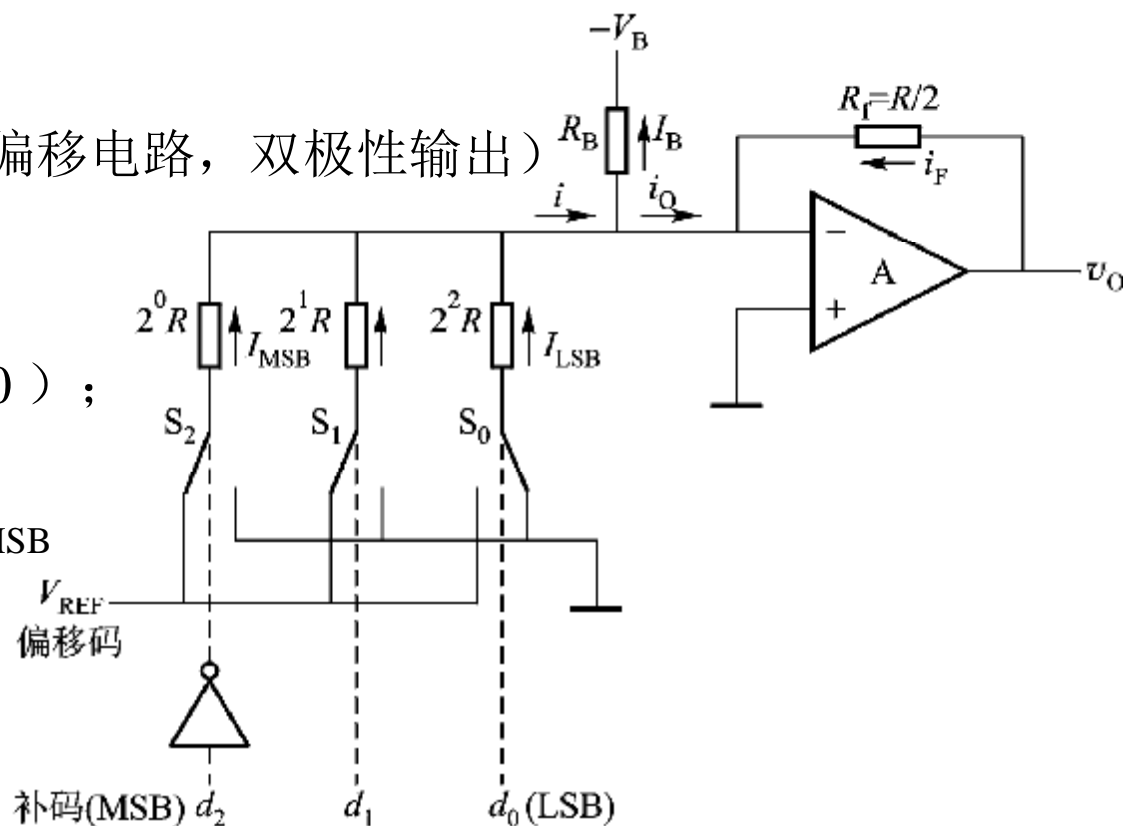 −V_B
R_f=R/2
偏移电路，双极性输出）
R_B
I_B
i_F
i
i_O
−
A
v_O
+
2^0R
I_MSB
2^1R
2^2R
I_LSB
）；
S_2
S_1
S_0
MSB
V_REF
偏移码
补码(MSB) d_2
d_1
d_0(LSB)